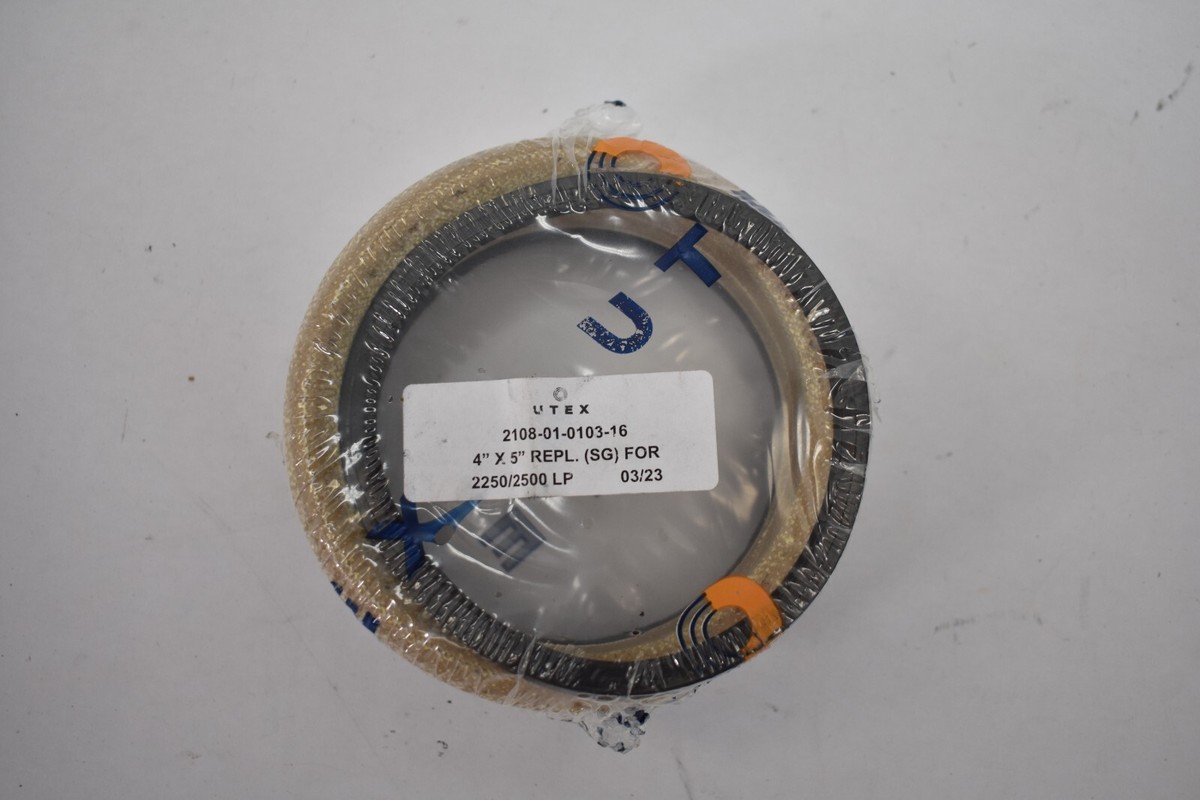 T
U
UTEX
2108-01-0103-16
4” X 5” REPL. (SG) FOR
2250/2500 LP 03/23
X
E